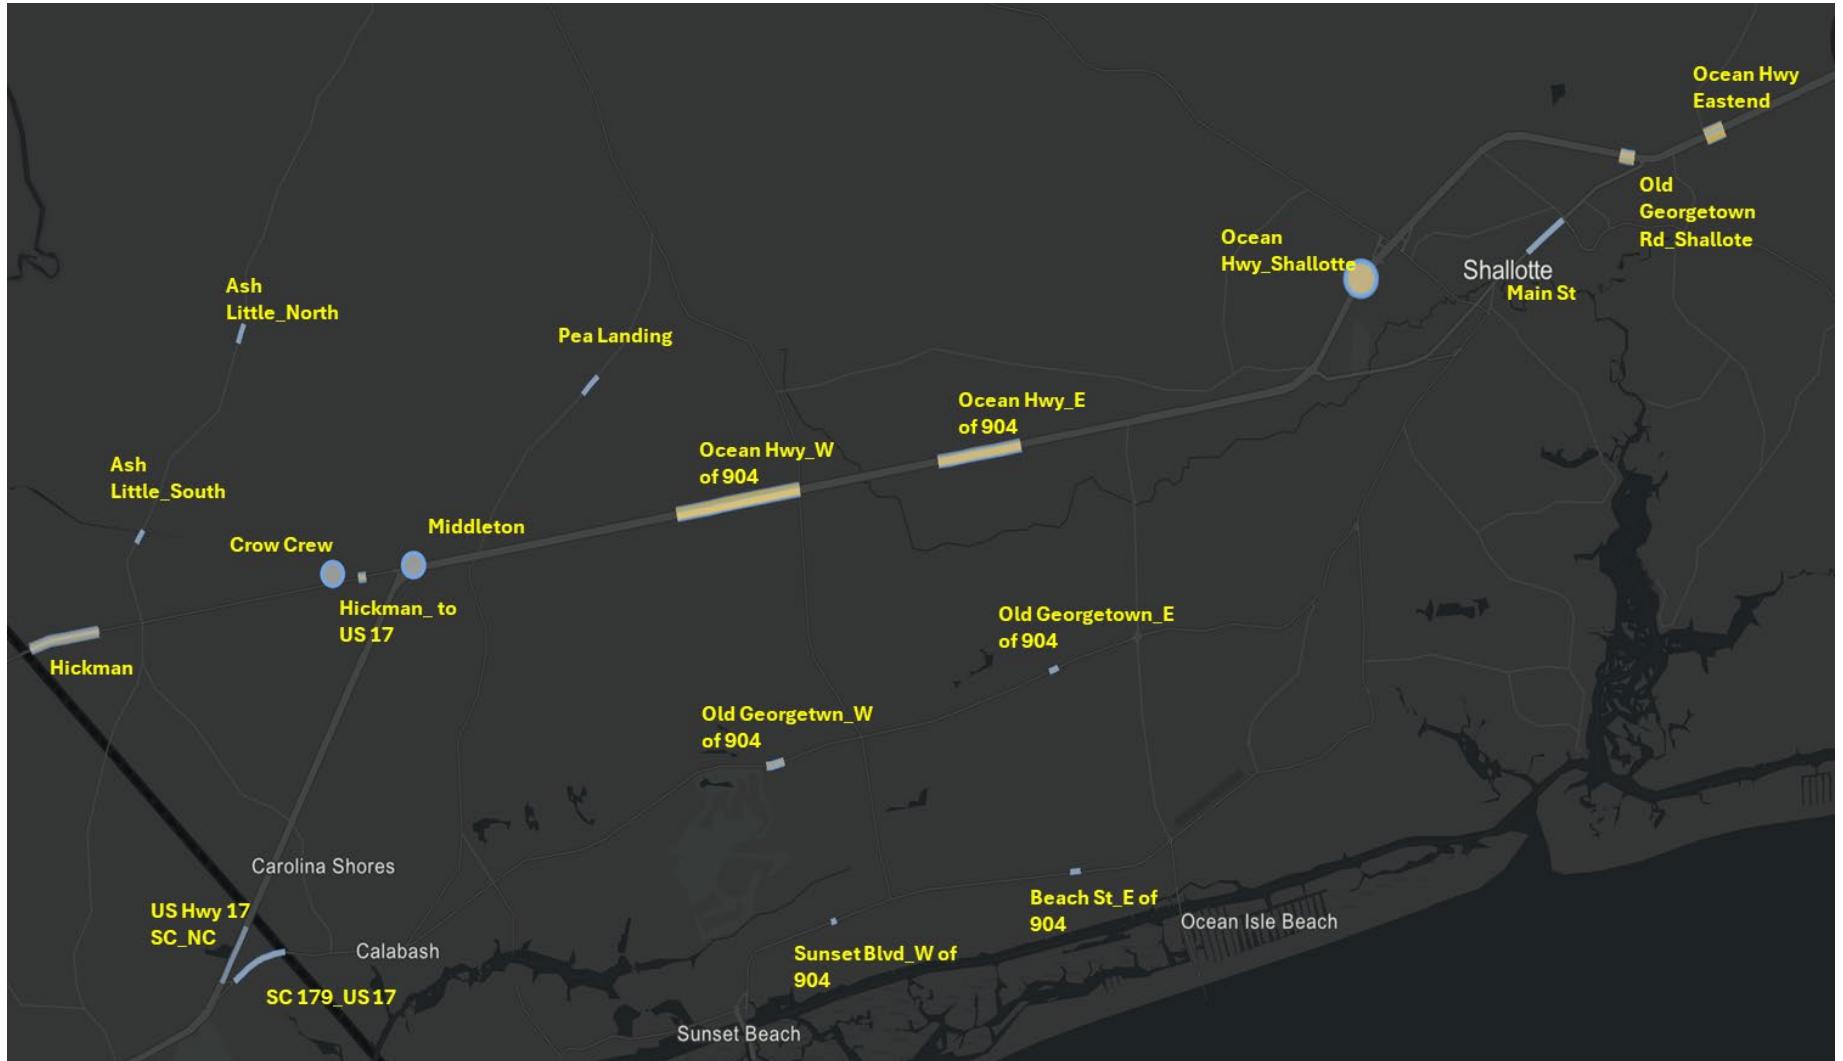 Ocean Hwy
Eastend
Old
Georgetown
Rd_Shallote
Ocean
Hwy_Shallotte
Shallotte
Main St
Ash
Little_North
Pea Landing
Ocean Hwy_E
of 904
Ocean Hwy_W
of 904
Ash
Little_South
Middleton
Crow Crew
Hickman_ to
US 17
Hickman
Old Georgetown_E
of 904
Old Georgetwn_W
of 904
Carolina Shores
US Hwy 17
SC_NC
Calabash
SC 179_US 17
Beach St_E of
904
Ocean Isle Beach
Sunset Blvd_W of
904
Sunset Beach